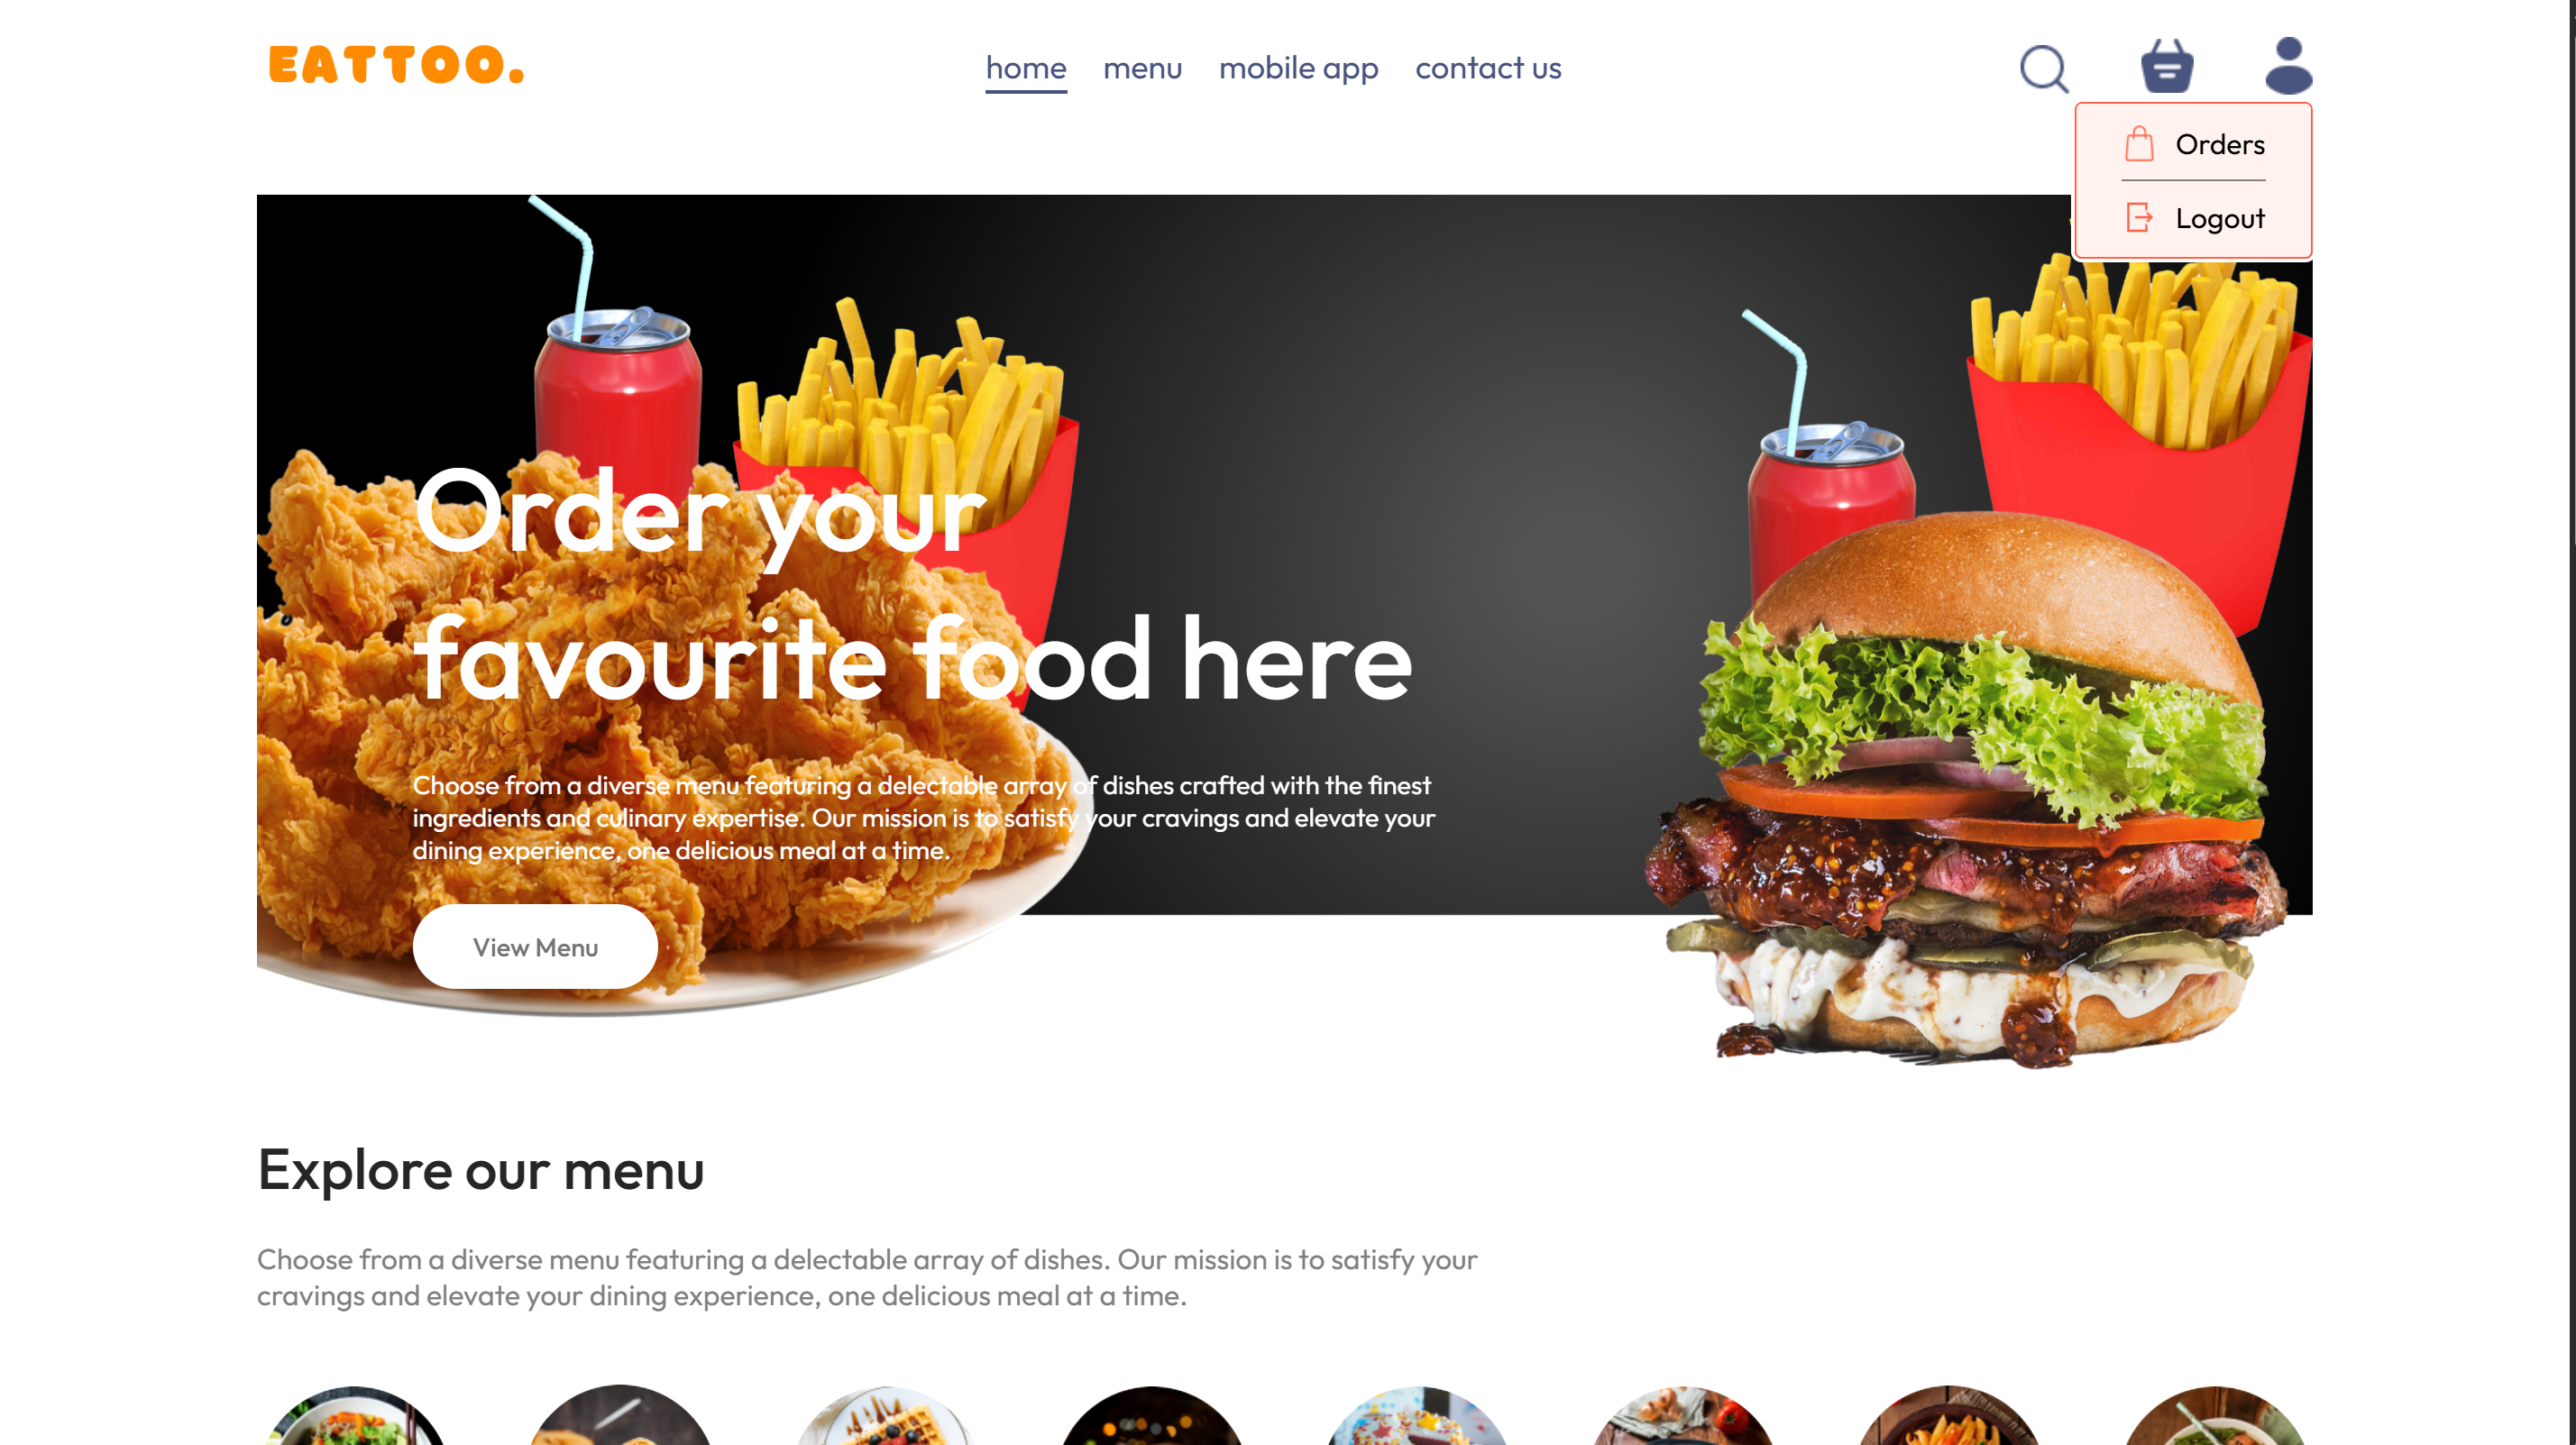 EATTOO.
home
menu
mobile app
contact us
Orders
Logout
Order your
favourite food here
Choose from a diverse menu featuring a delectable array of dishes crafted with the finest
ingredients and culinary expertise. Our mission is to satisfy your cravings and elevate your
dining experience, one delicious meal at a time.
View Menu
Explore our menu
Choose from a diverse menu featuring a delectable array of dishes. Our mission is to satisfy your
cravings and elevate your dining experience, one delicious meal at a time.